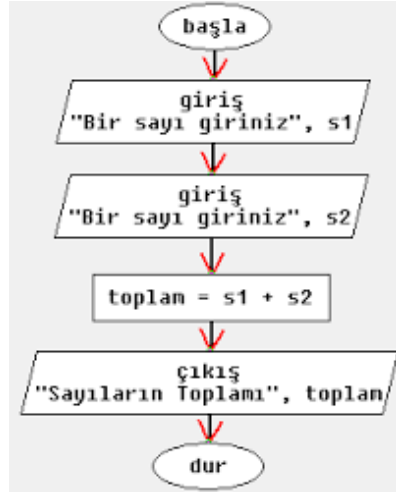 başla
giriş
"Bir sayı giriniz", s1
giriş
"Bir sayı giriniz", s2
toplam = s1 + s2
çıkış
"Sayıların Toplamı", toplam
dur